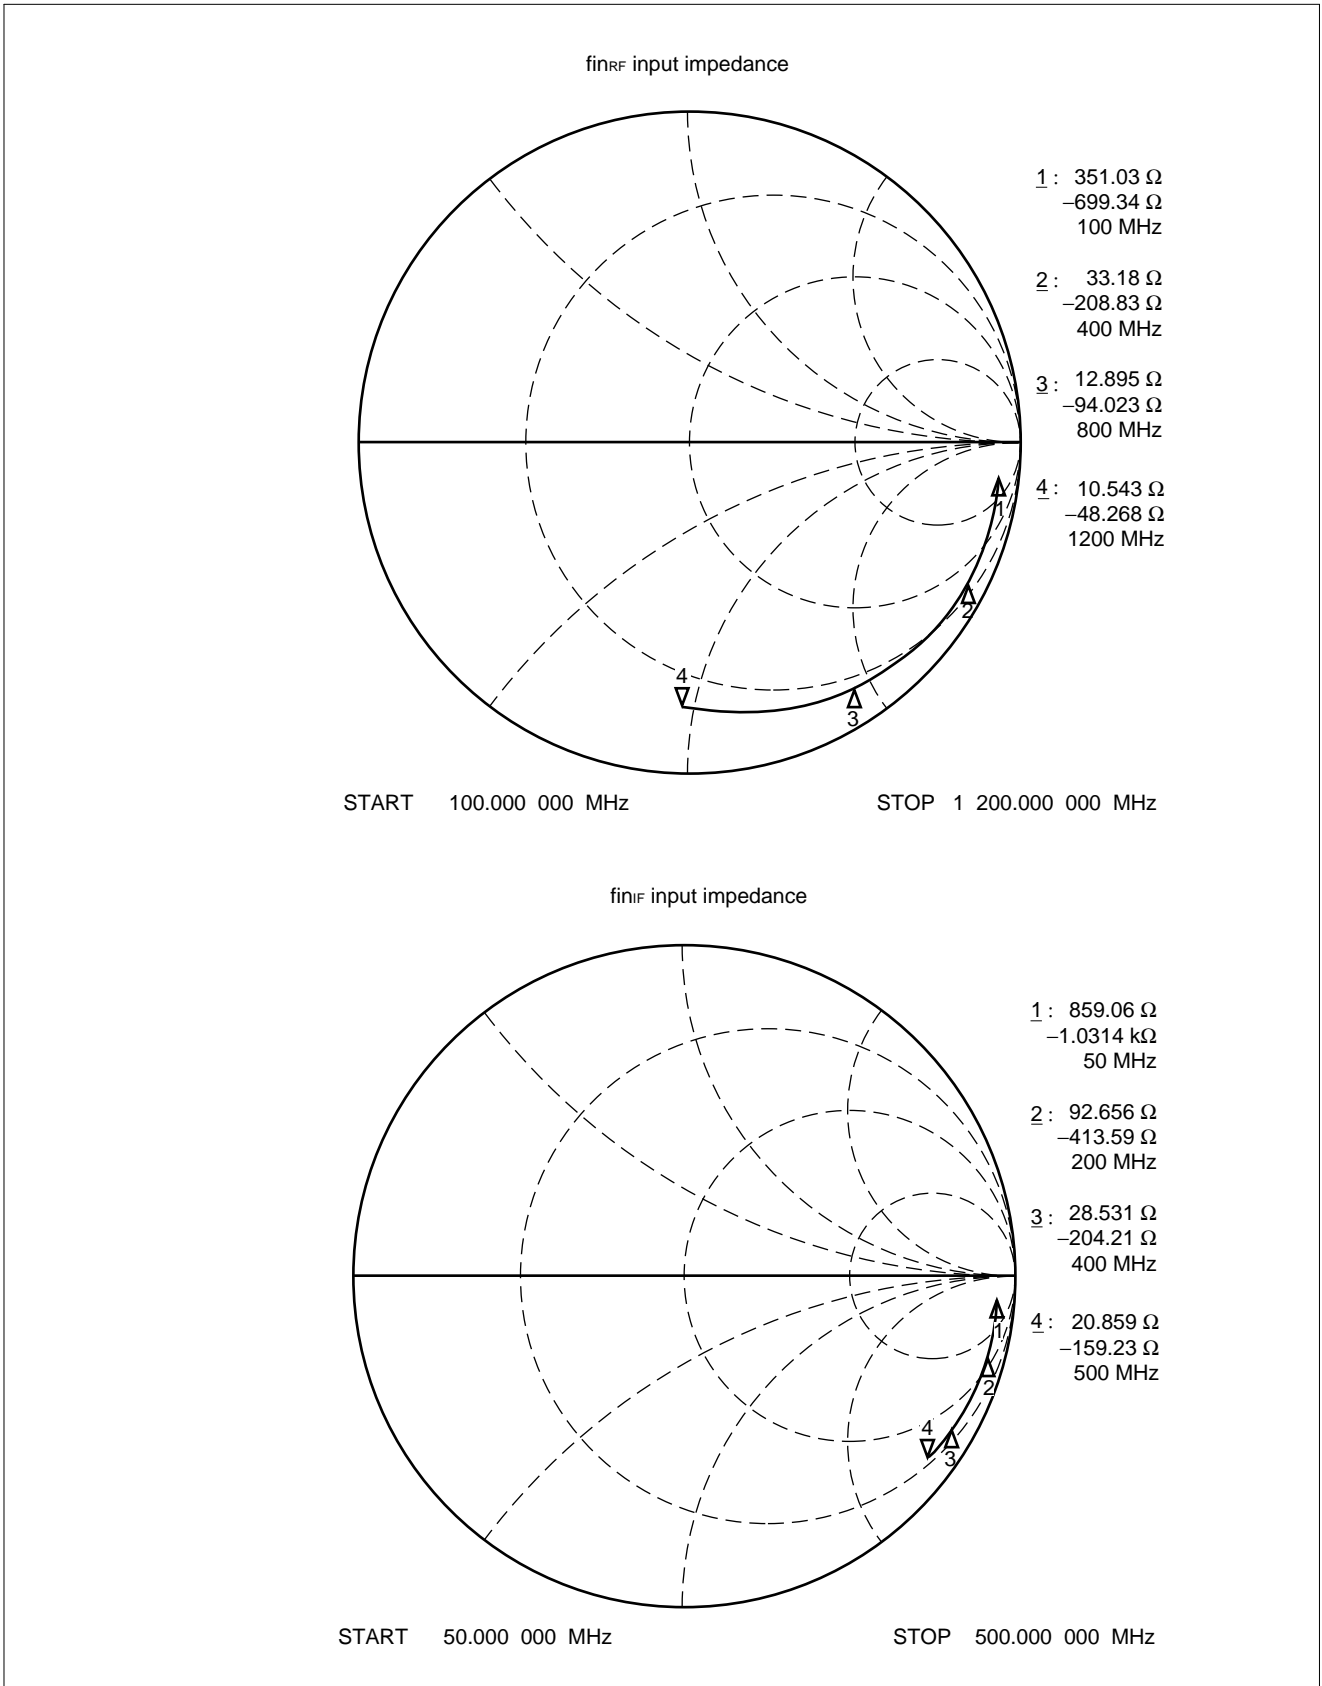 finRF input impedance
1 : 351.03 Ω
–699.34 Ω
100 MHz
2 : 33.18 Ω
–208.83 Ω
400 MHz
3 : 12.895 Ω
–94.023 Ω
800 MHz
4 : 10.543 Ω
–48.268 Ω
1200 MHz
1
2
4
3
START 100.000 000 MHz STOP 1 200.000 000 MHz
finIF input impedance
1 : 859.06 Ω
–1.0314 kΩ
50 MHz
2 : 92.656 Ω
–413.59 Ω
200 MHz
3 : 28.531 Ω
–204.21 Ω
400 MHz
4 : 20.859 Ω
–159.23 Ω
500 MHz
1
2
4
3
START 50.000 000 MHz STOP 500.000 000 MHz